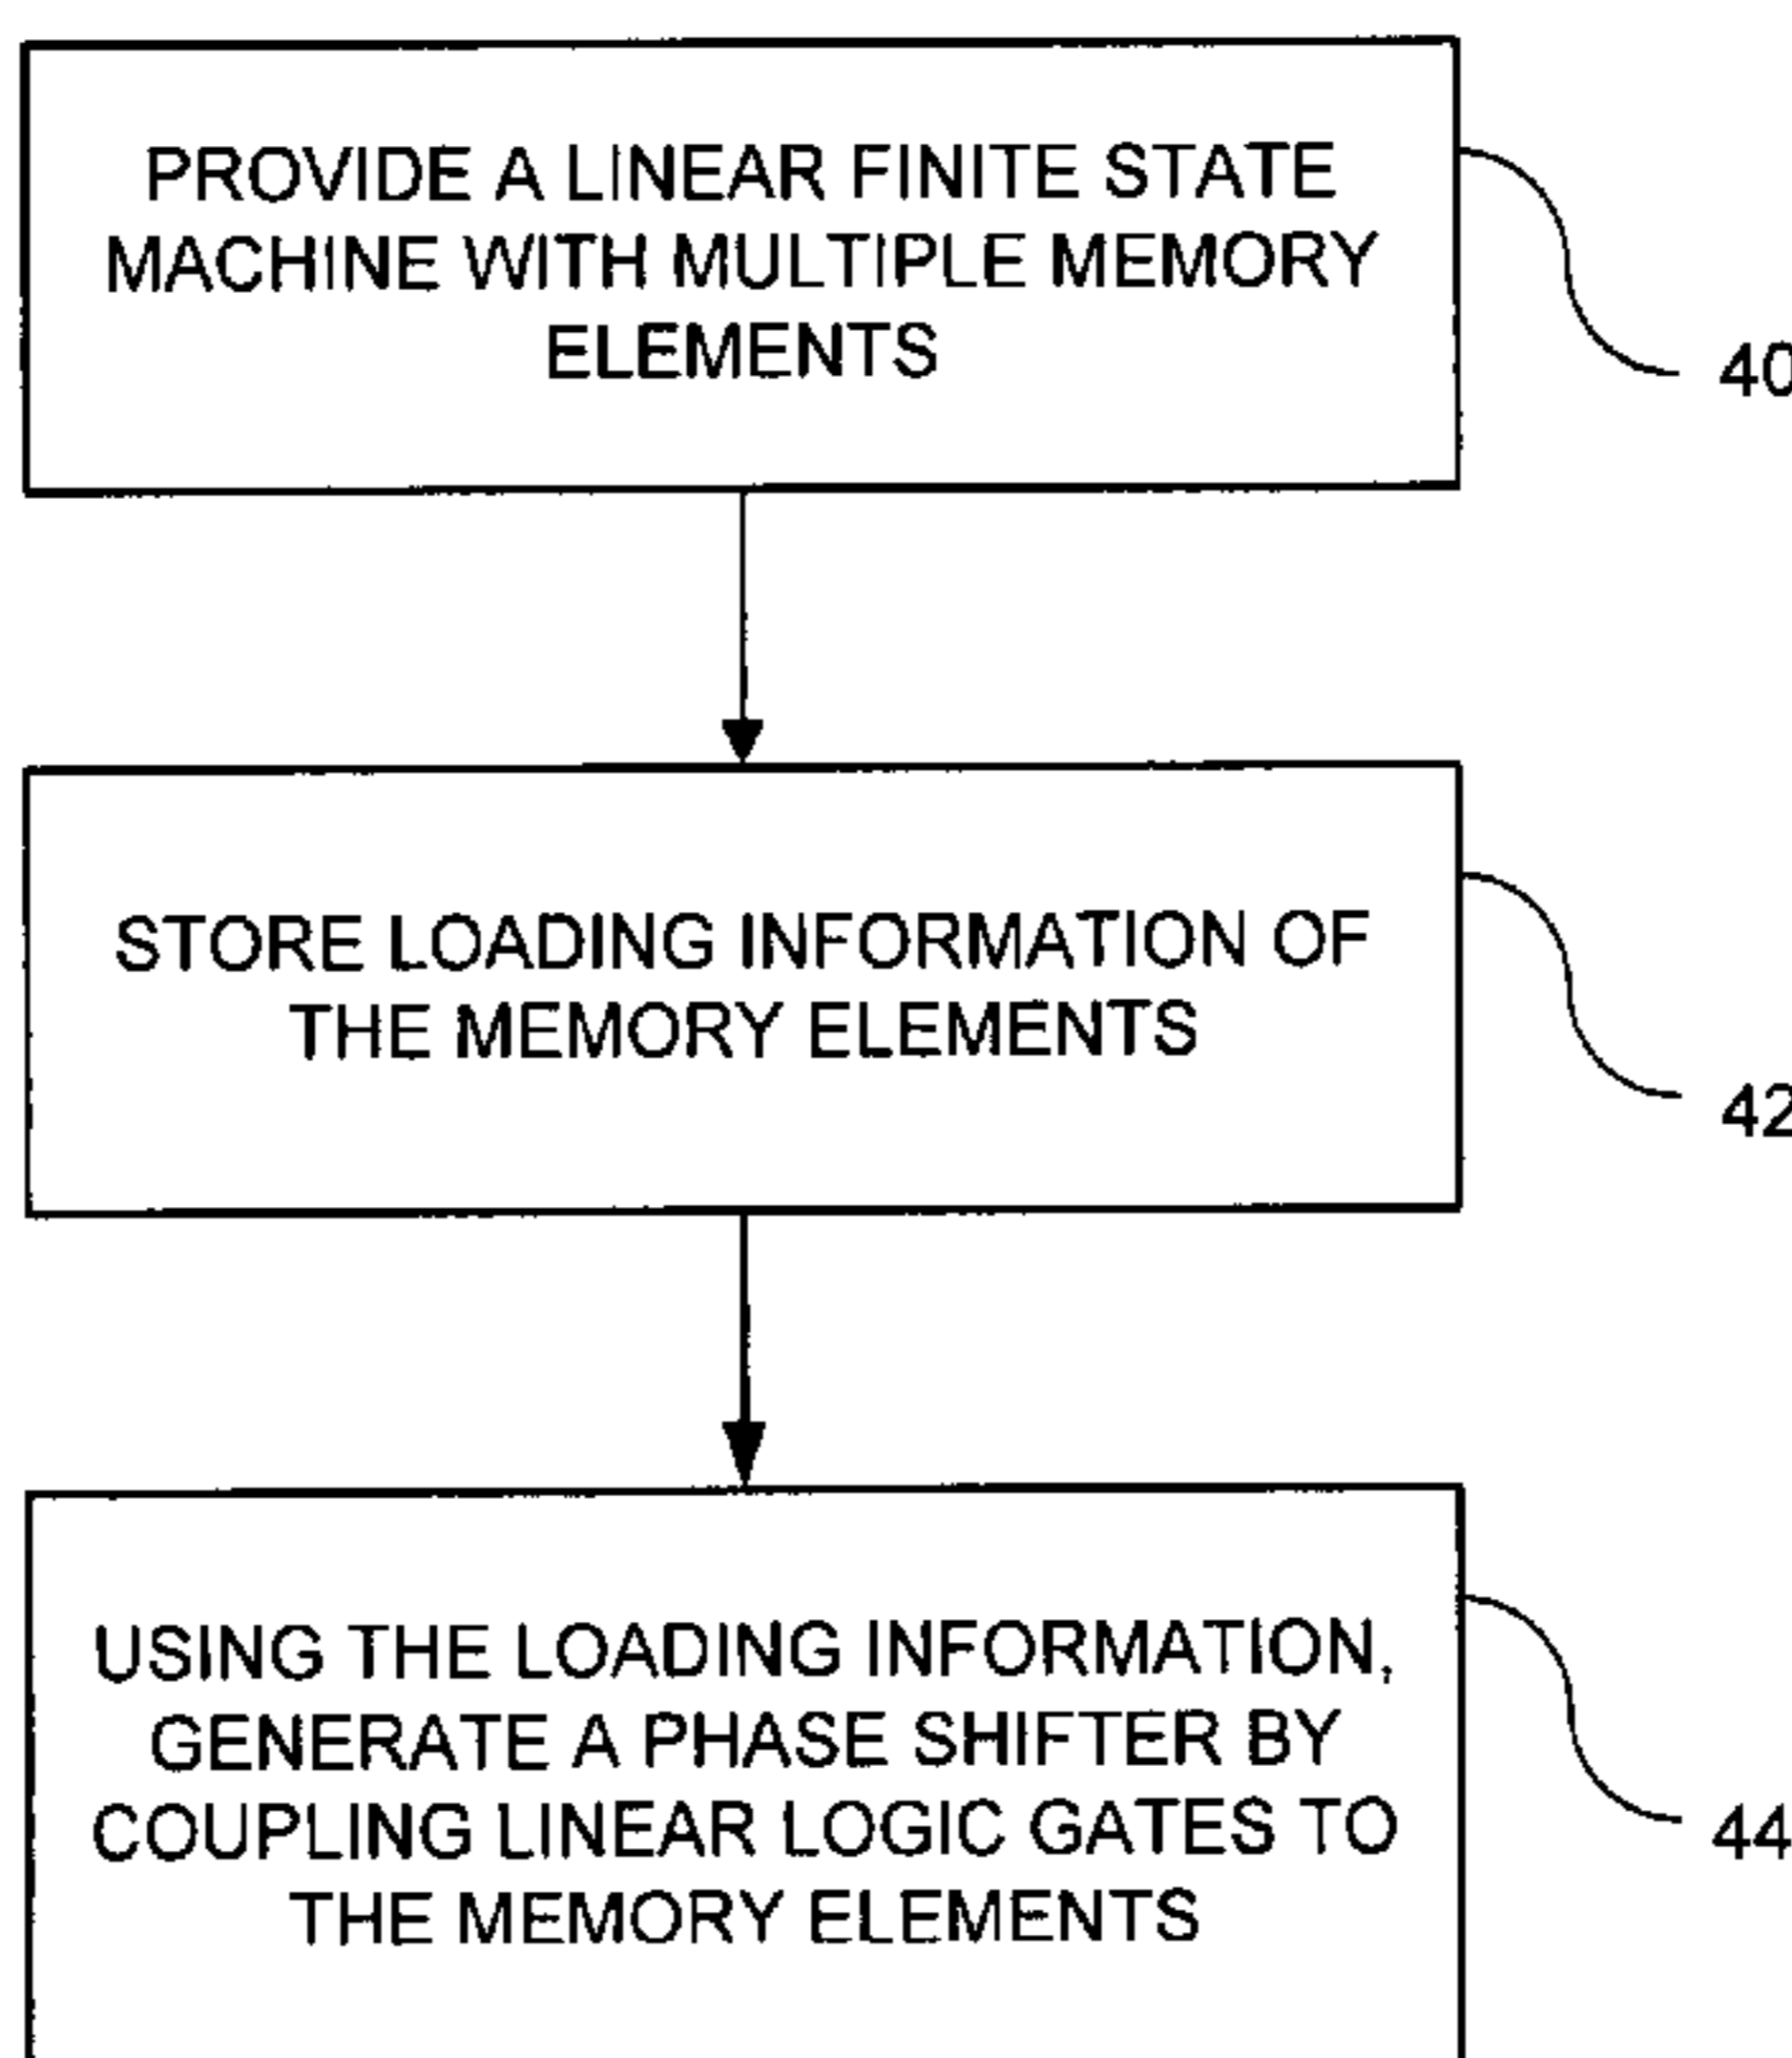 PROVIDE A LINEAR FINITE STATE
MACHINE WITH MULTIPLE MEMORY
ELEMENTS
40
STORE LOADING INFORMATION OF
THE MEMORY ELEMENTS
42
USING THE LOADING INFORMATION,
GENERATE A PHASE SHIFTER BY
COUPLING LINEAR LOGIC GATES TO
THE MEMORY ELEMENTS
44